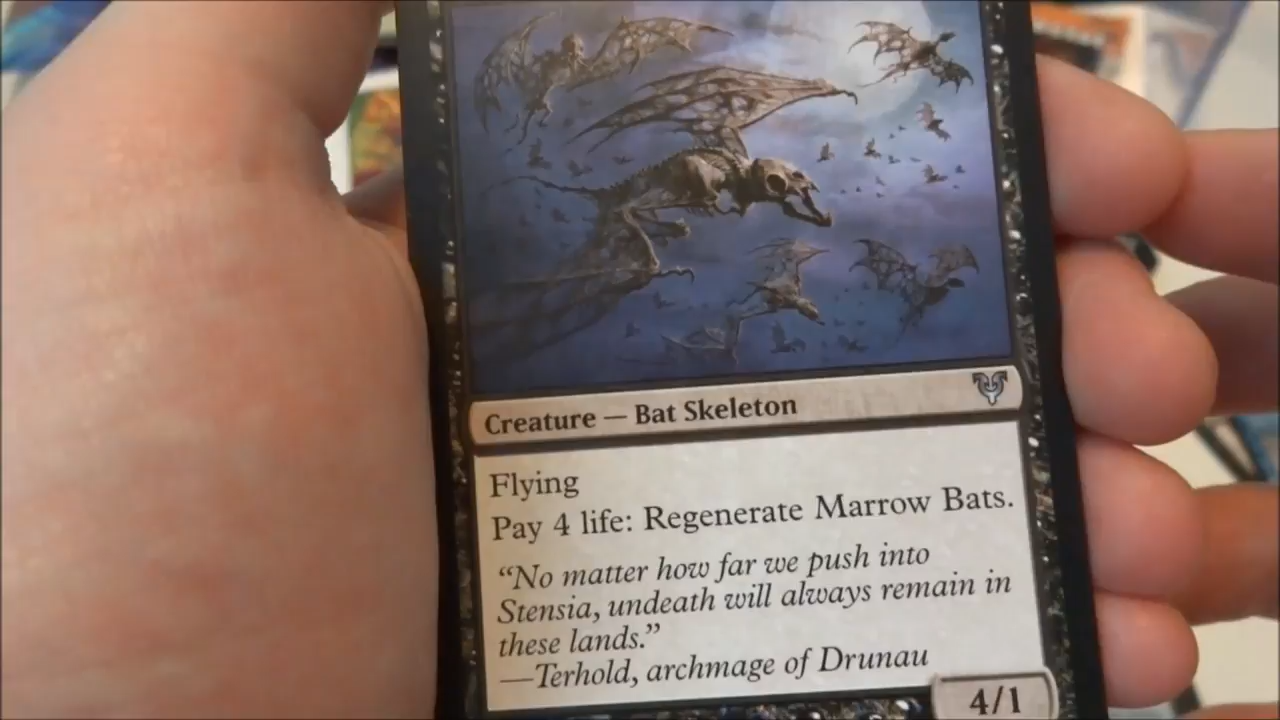 Creature — Bat Skeleton
Flying
Pay 4 life: Regenerate Marrow Bats.
“No matter how far we push into
Stensia, undeath will always remain in
these lands.”
—Terhold, archmage of Drunau
4/1